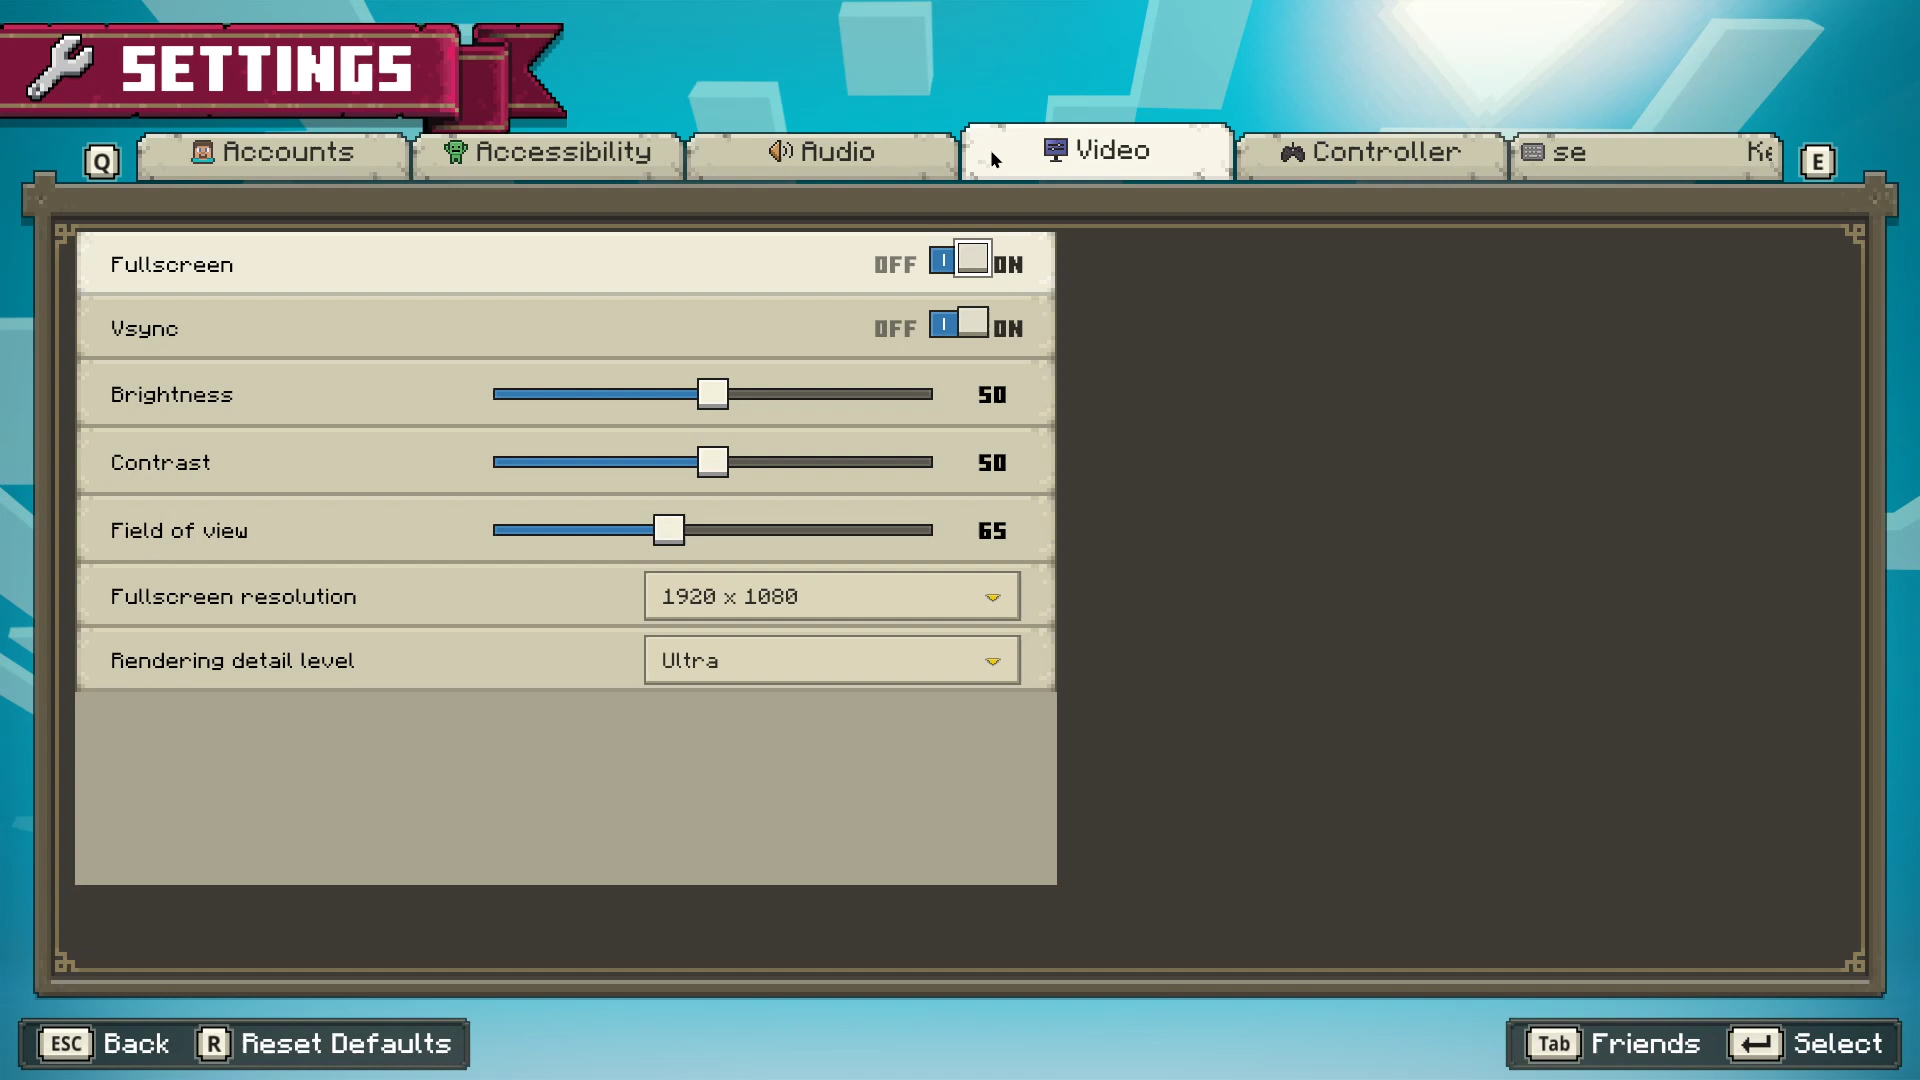 SETTINGS
Q Accounts Accessibility Audio Video Controller se Ke E
Fullscreen OFF ON
Vsync OFF ON
Brightness 50
Contrast 50
Field of view 65
Fullscreen resolution 1920 x 1080
Rendering detail level Ultra
ESC Back R Reset Defaults Tab Friends Select